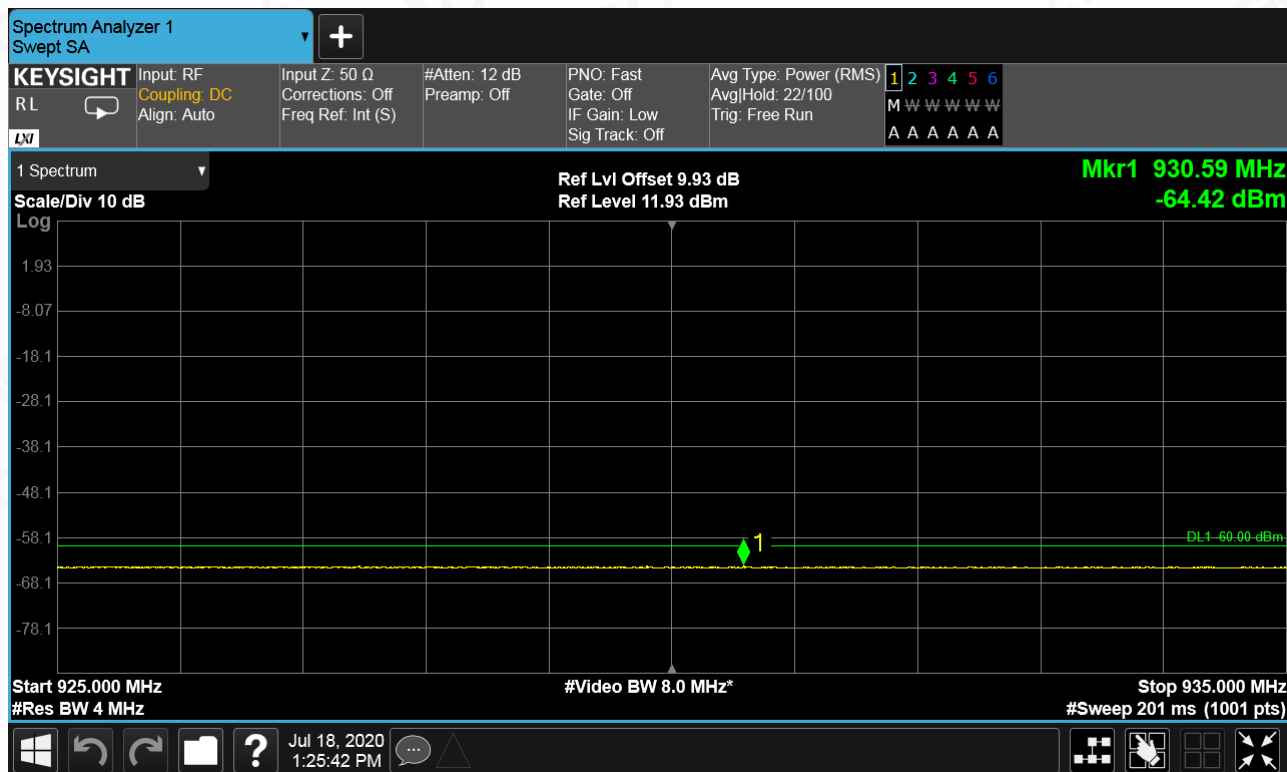 Spectrum Analyzer 1
Swept SA
KEYSIGHT
R L
LXI
Input: RF
Coupling: DC
Align: Auto
Input Z: 50 Ω
Corrections: Off
Freq Ref: Int (S)
#Atten: 12 dB
Preamp: Off
PNO: Fast
Gate: Off
IF Gain: Low
Sig Track: Off
Avg Type: Power (RMS)
Avg|Hold: 22/100
Trig: Free Run
1 2 3 4 5 6
M W W W W W
A A A A A A
1 Spectrum
Scale/Div 10 dB
Log
Ref Lvl Offset 9.93 dB
Ref Level 11.93 dBm
Mkr1 930.59 MHz
-64.42 dBm
1.93
-8.07
-18.1
-28.1
-38.1
-48.1
-58.1
1
DL1 -60.00 dBm
-68.1
-78.1
Start 925.000 MHz
#Video BW 8.0 MHz*
Stop 935.000 MHz
#Res BW 4 MHz
#Sweep 201 ms (1001 pts)
?
Jul 18, 2020
1:25:42 PM